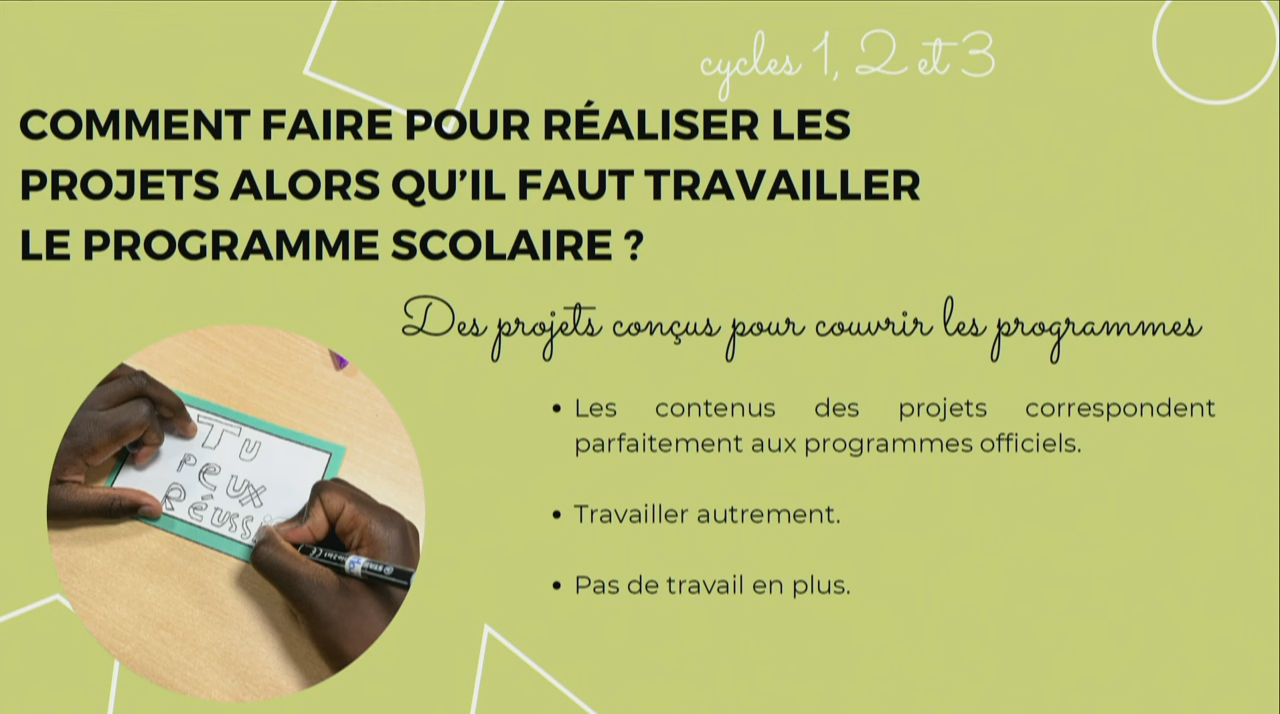 cycles 1, 2 et 3
COMMENT FAIRE POUR RÉALISER LES
PROJETS ALORS QU'IL FAUT TRAVAILLER
LE PROGRAMME SCOLAIRE ?
Des projets conçus pour couvrir les programmes
• Les contenus des projets correspondent
parfaitement aux programmes officiels.
• Travailler autrement.
• Pas de travail en plus.
Tu
peux
Réussi